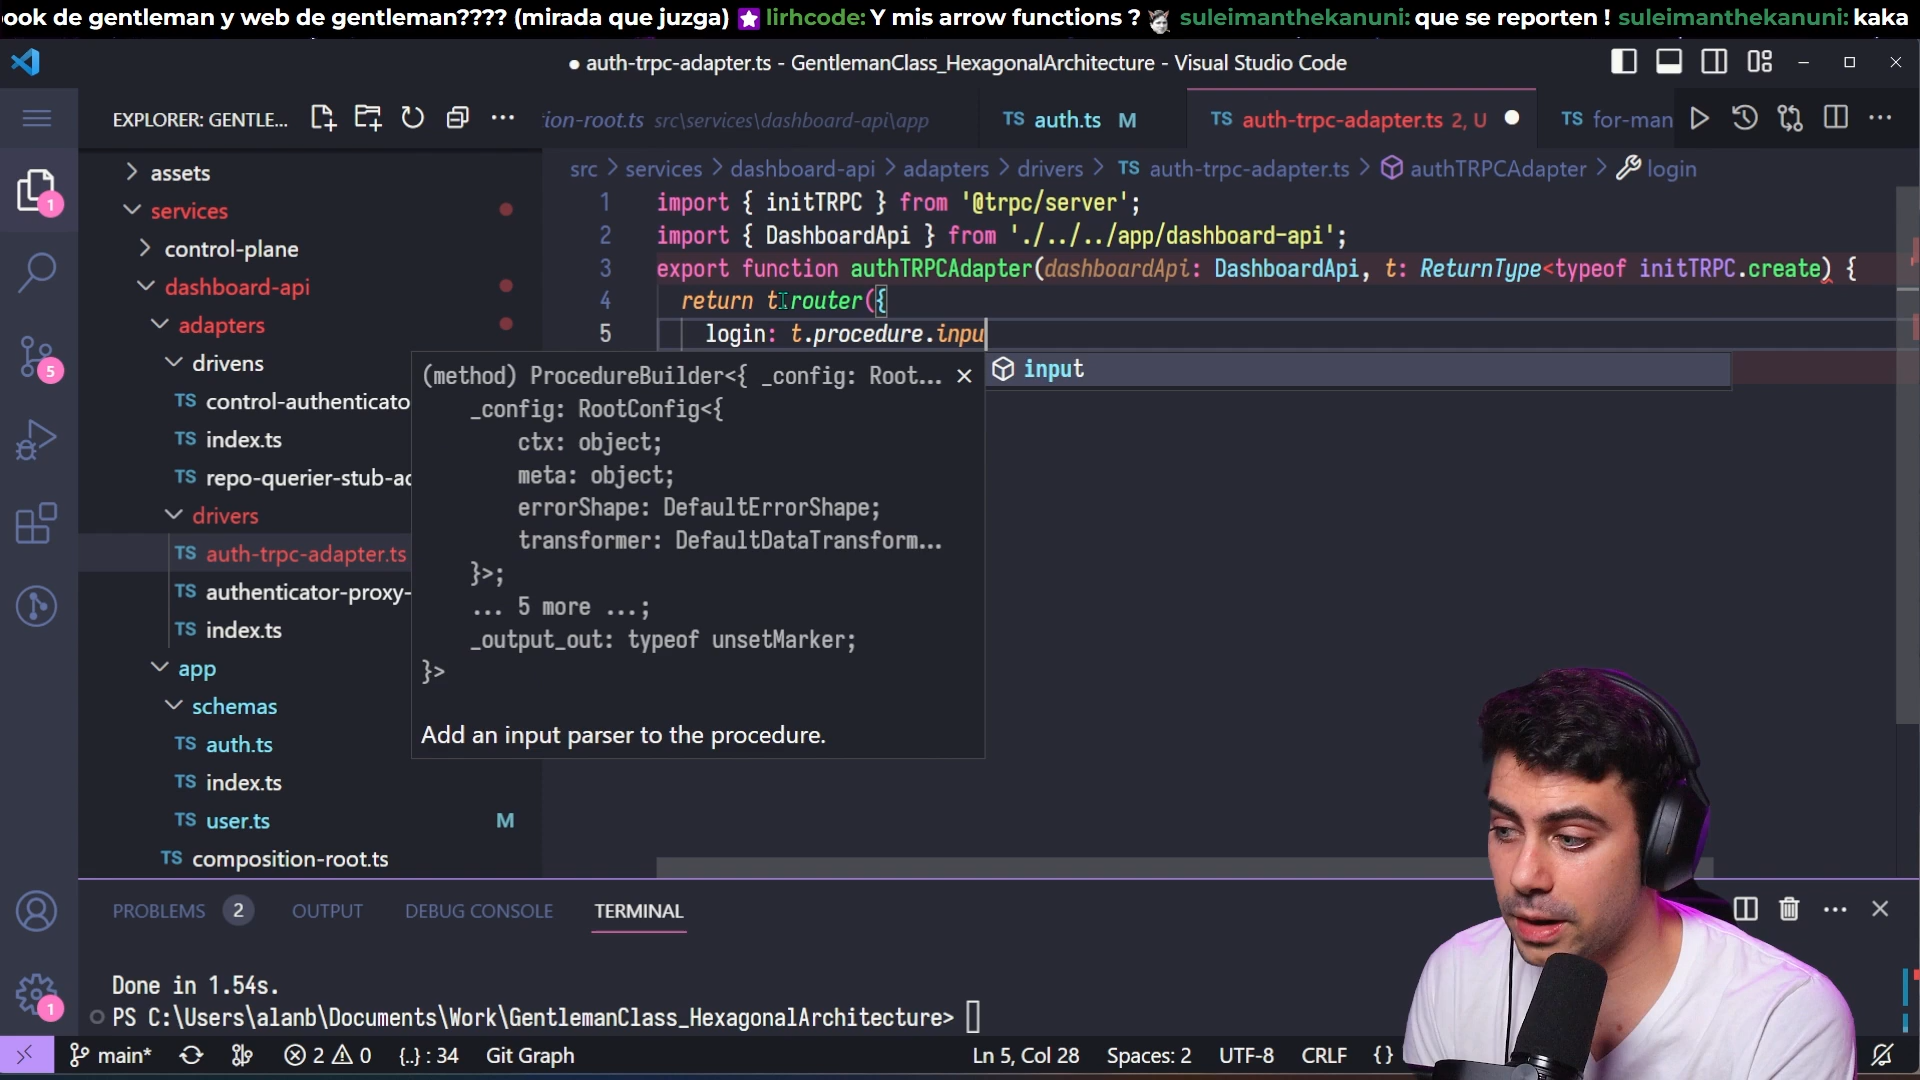 ook de gentleman y web de gentleman???? (mirada que juzga) lirhcode: Y mis arrow functions ? suleimanthekanuni: que se reporten ! suleimanthekanuni: kaka
● auth-trpc-adapter.ts - GentlemanClass_HexagonalArchitecture - Visual Studio Code
EXPLORER: GENTLE...
ion-root.ts src\services\dashboard-api\app
TS auth.ts M
TS auth-trpc-adapter.ts 2, U
TS for-man
src > services > dashboard-api > adapters > drivers > TS auth-trpc-adapter.ts > authTRPCAdapter > login
assets
services
control-plane
dashboard-api
adapters
drivens
TS control-authenticato
TS index.ts
TS repo-querier-stub-ad
drivers
TS auth-trpc-adapter.ts
TS authenticator-proxy-
TS index.ts
app
schemas
TS auth.ts
TS index.ts
TS user.ts M
TS composition-root.ts
1
5
1
1 import { initTRPC } from '@trpc/server';
2 import { DashboardApi } from './../../app/dashboard-api';
3 export function authTRPCAdapter(dashboardApi: DashboardApi, t: ReturnType<typeof initTRPC.create) {
4 return t.router({
5 login: t.procedure.inpu
input
(method) ProcedureBuilder<{ _config: Root...
_config: RootConfig<{
ctx: object;
meta: object;
errorShape: DefaultErrorShape;
transformer: DefaultDataTransform...
}>;
... 5 more ...;
_output_out: typeof unsetMarker;
}>
Add an input parser to the procedure.
PROBLEMS 2 OUTPUT DEBUG CONSOLE TERMINAL
Done in 1.54s.
PS C:\Users\alanb\Documents\Work\GentlemanClass_HexagonalArchitecture>
main* 2 0 {..} : 34 Git Graph
Ln 5, Col 28 Spaces: 2 UTF-8 CRLF {}